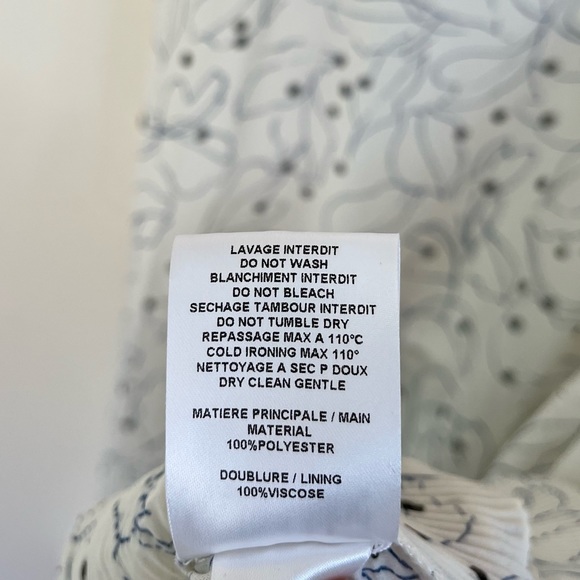 LAVAGE INTERDIT
DO NOT WASH
BLANCHIMENT INTERDIT
DO NOT BLEACH
SECHAGE TAMBOUR INTERDIT
DO NOT TUMBLE DRY
REPASSAGE MAX A 110°C
COLD IRONING MAX 110°
NETTOYAGE A SEC P DOUX
DRY CLEAN GENTLE
MATIERE PRINCIPALE / MAIN
MATERIAL
100%POLYESTER
DOUBLURE / LINING
100%VISCOSE